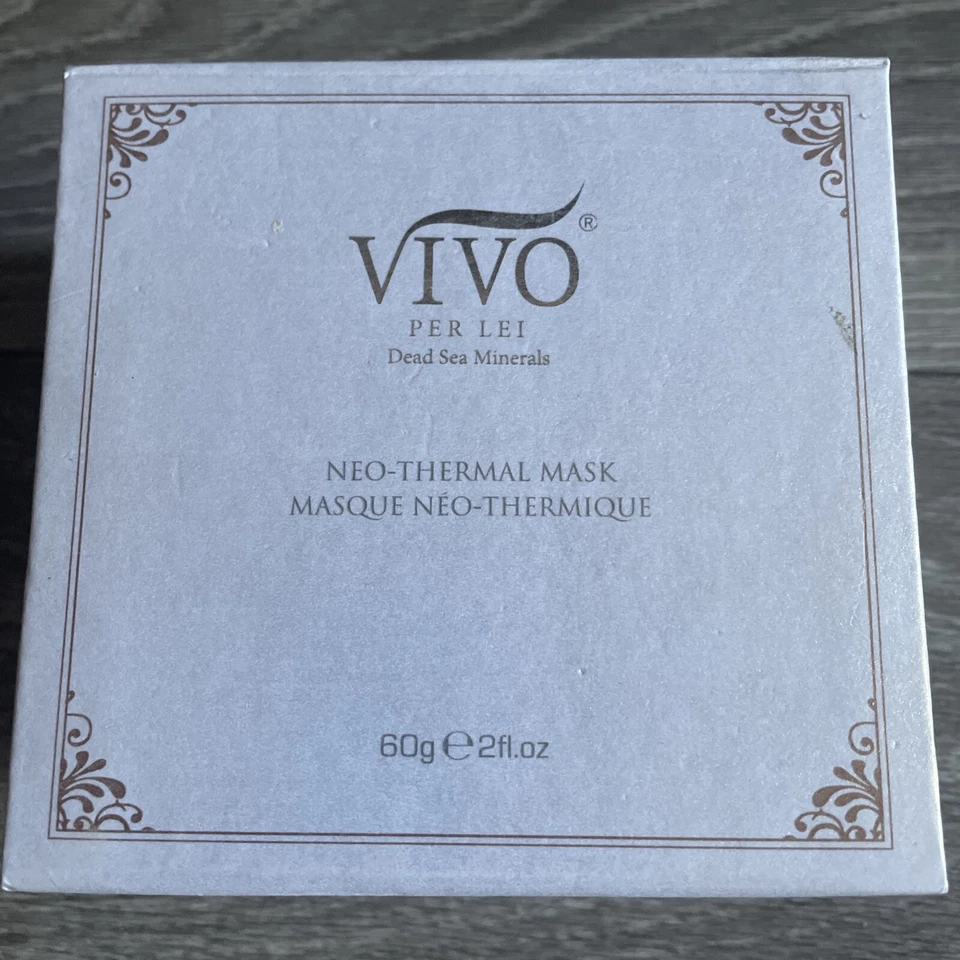 VIVO®
PER LEI
Dead Sea Minerals
NEO-THERMAL MASK
MASQUE NÉO-THERMIQUE
60g ℮ 2fl.oz